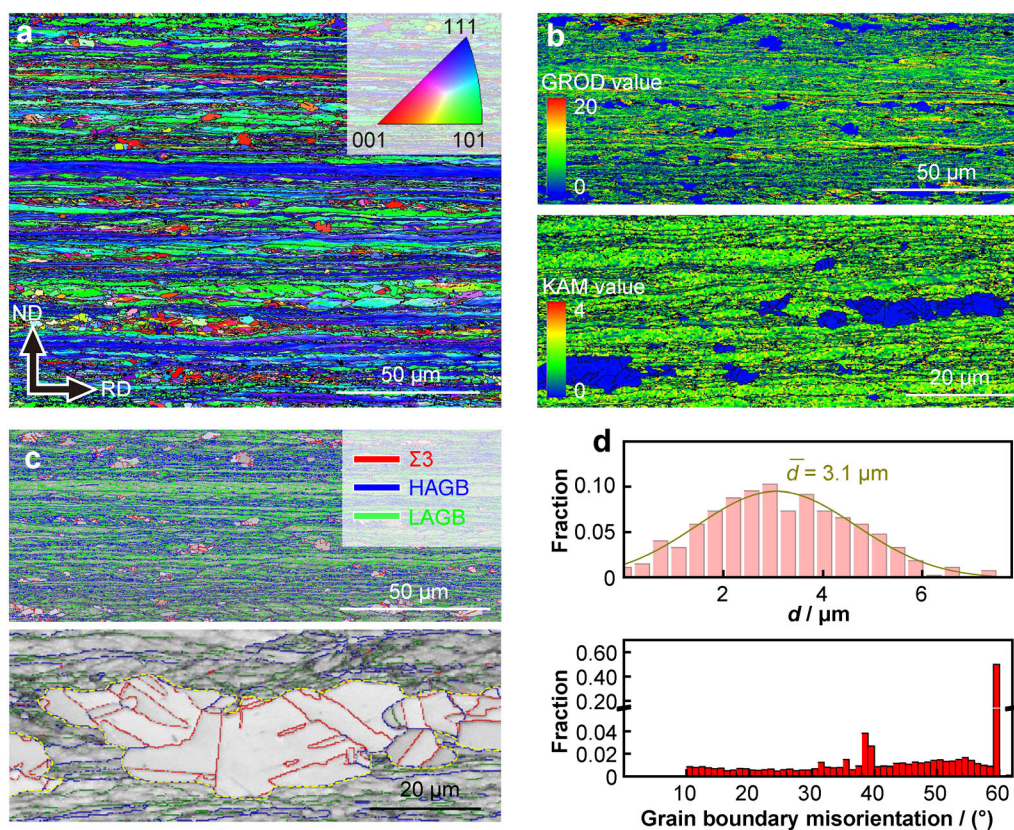 a
111
001
101
ND
RD
50 µm
b
GROD value
20
0
50 µm
KAM value
4
0
20 µm
c
Σ3
HAGB
LAGB
50 µm
20 µm
d
d = 3.1 µm
Fraction
0.10
0.05
0
2
4
6
d / µm
Fraction
0.60
0.40
0.20
0.04
0.02
0
10
20
30
40
50
60
Grain boundary misorientation / (°)